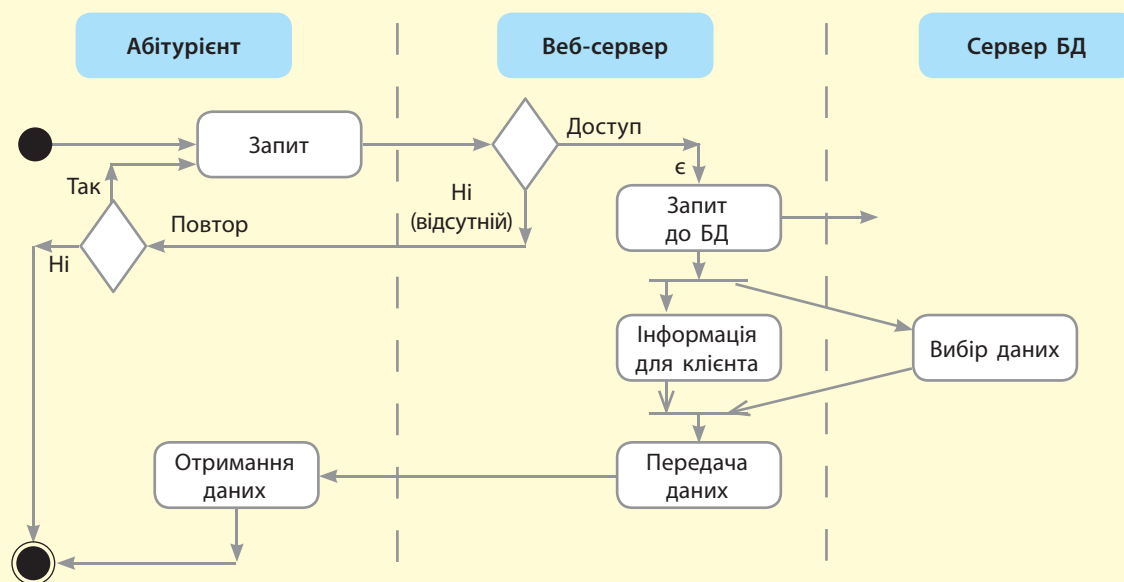 Абітурієнт
Веб-сервер
Сервер БД
Запит
Доступ
є
Так
Ні
(відсутній)
Запит
до БД
Повтор
Ні
Інформація
для клієнта
Вибір даних
Отримання
даних
Передача
даних